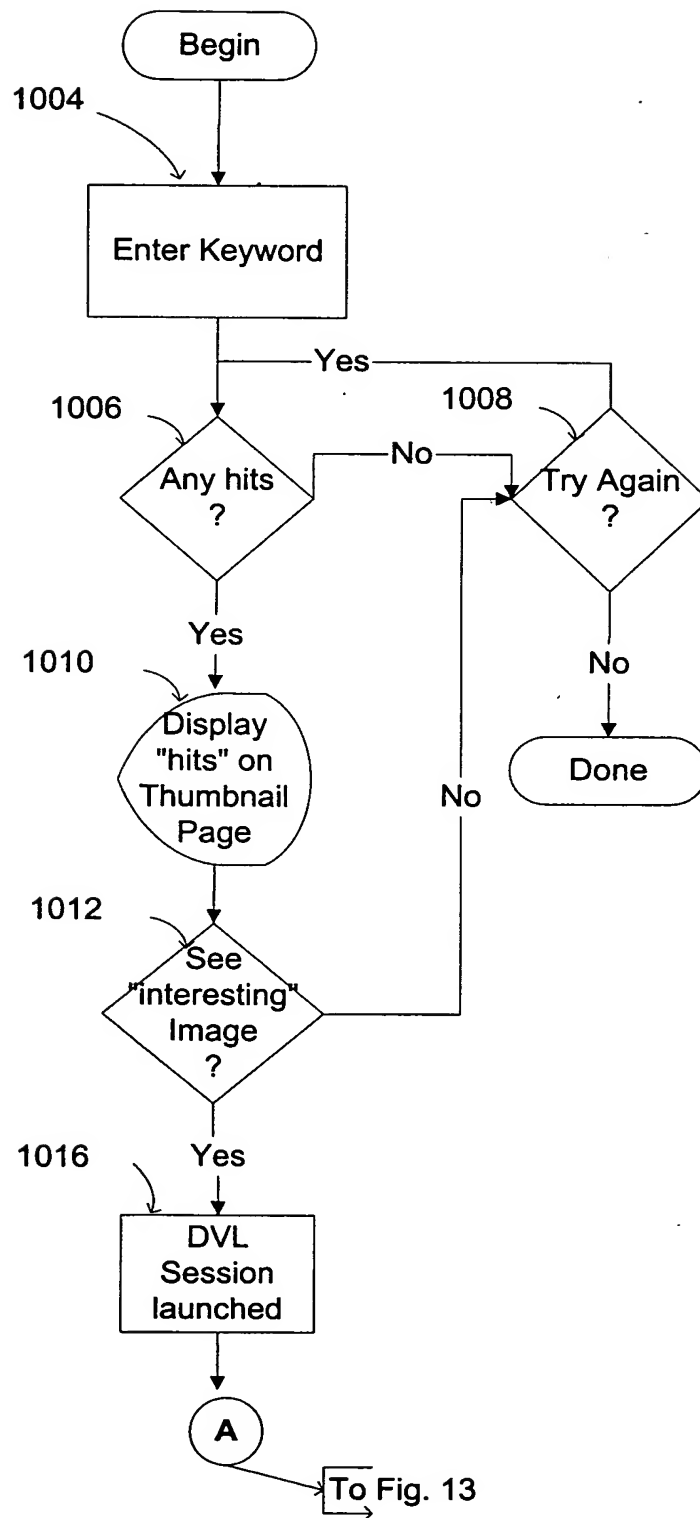 Begin
1004
Enter Keyword
Yes
1006
1008
Any hits
?
No
Try Again
?
Yes
No
1010
Display
"hits" on
Thumbnail
Page
No
Done
1012
See
"interesting"
Image
?
Yes
1016
DVL
Session
launched
A
To Fig. 13